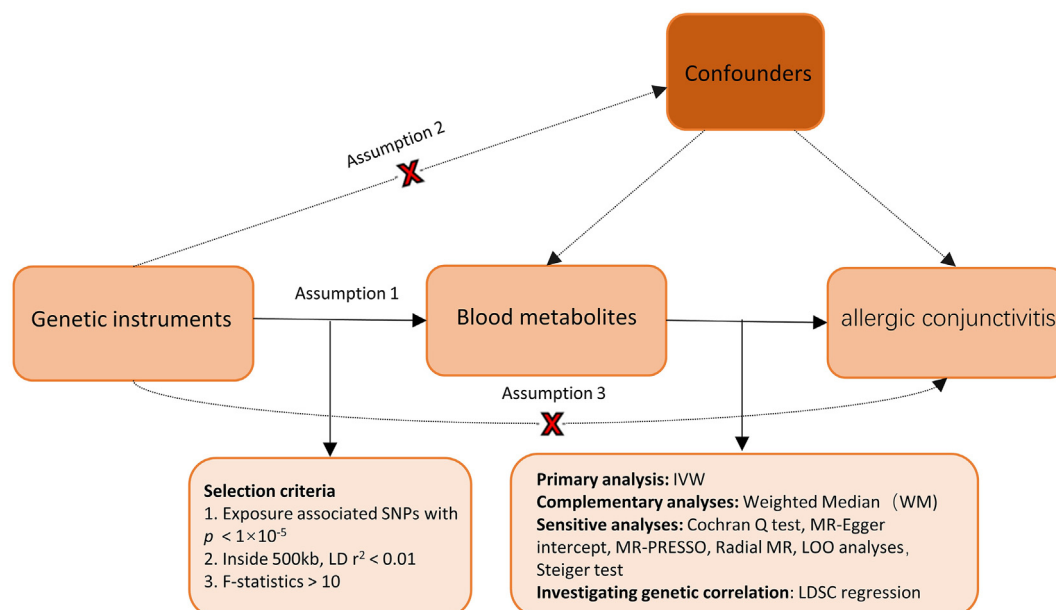 Confounders
Assumption 2
X
Genetic instruments
Assumption 1
Blood metabolites
allergic conjunctivitis
Assumption 3
X
Selection criteria
1. Exposure associated SNPs with
p < 1×10⁻⁵
2. Inside 500kb, LD r² < 0.01
3. F-statistics > 10
Primary analysis: IVW
Complementary analyses: Weighted Median（WM）
Sensitive analyses: Cochran Q test, MR-Egger
intercept, MR-PRESSO, Radial MR, LOO analyses,
Steiger test
Investigating genetic correlation: LDSC regression